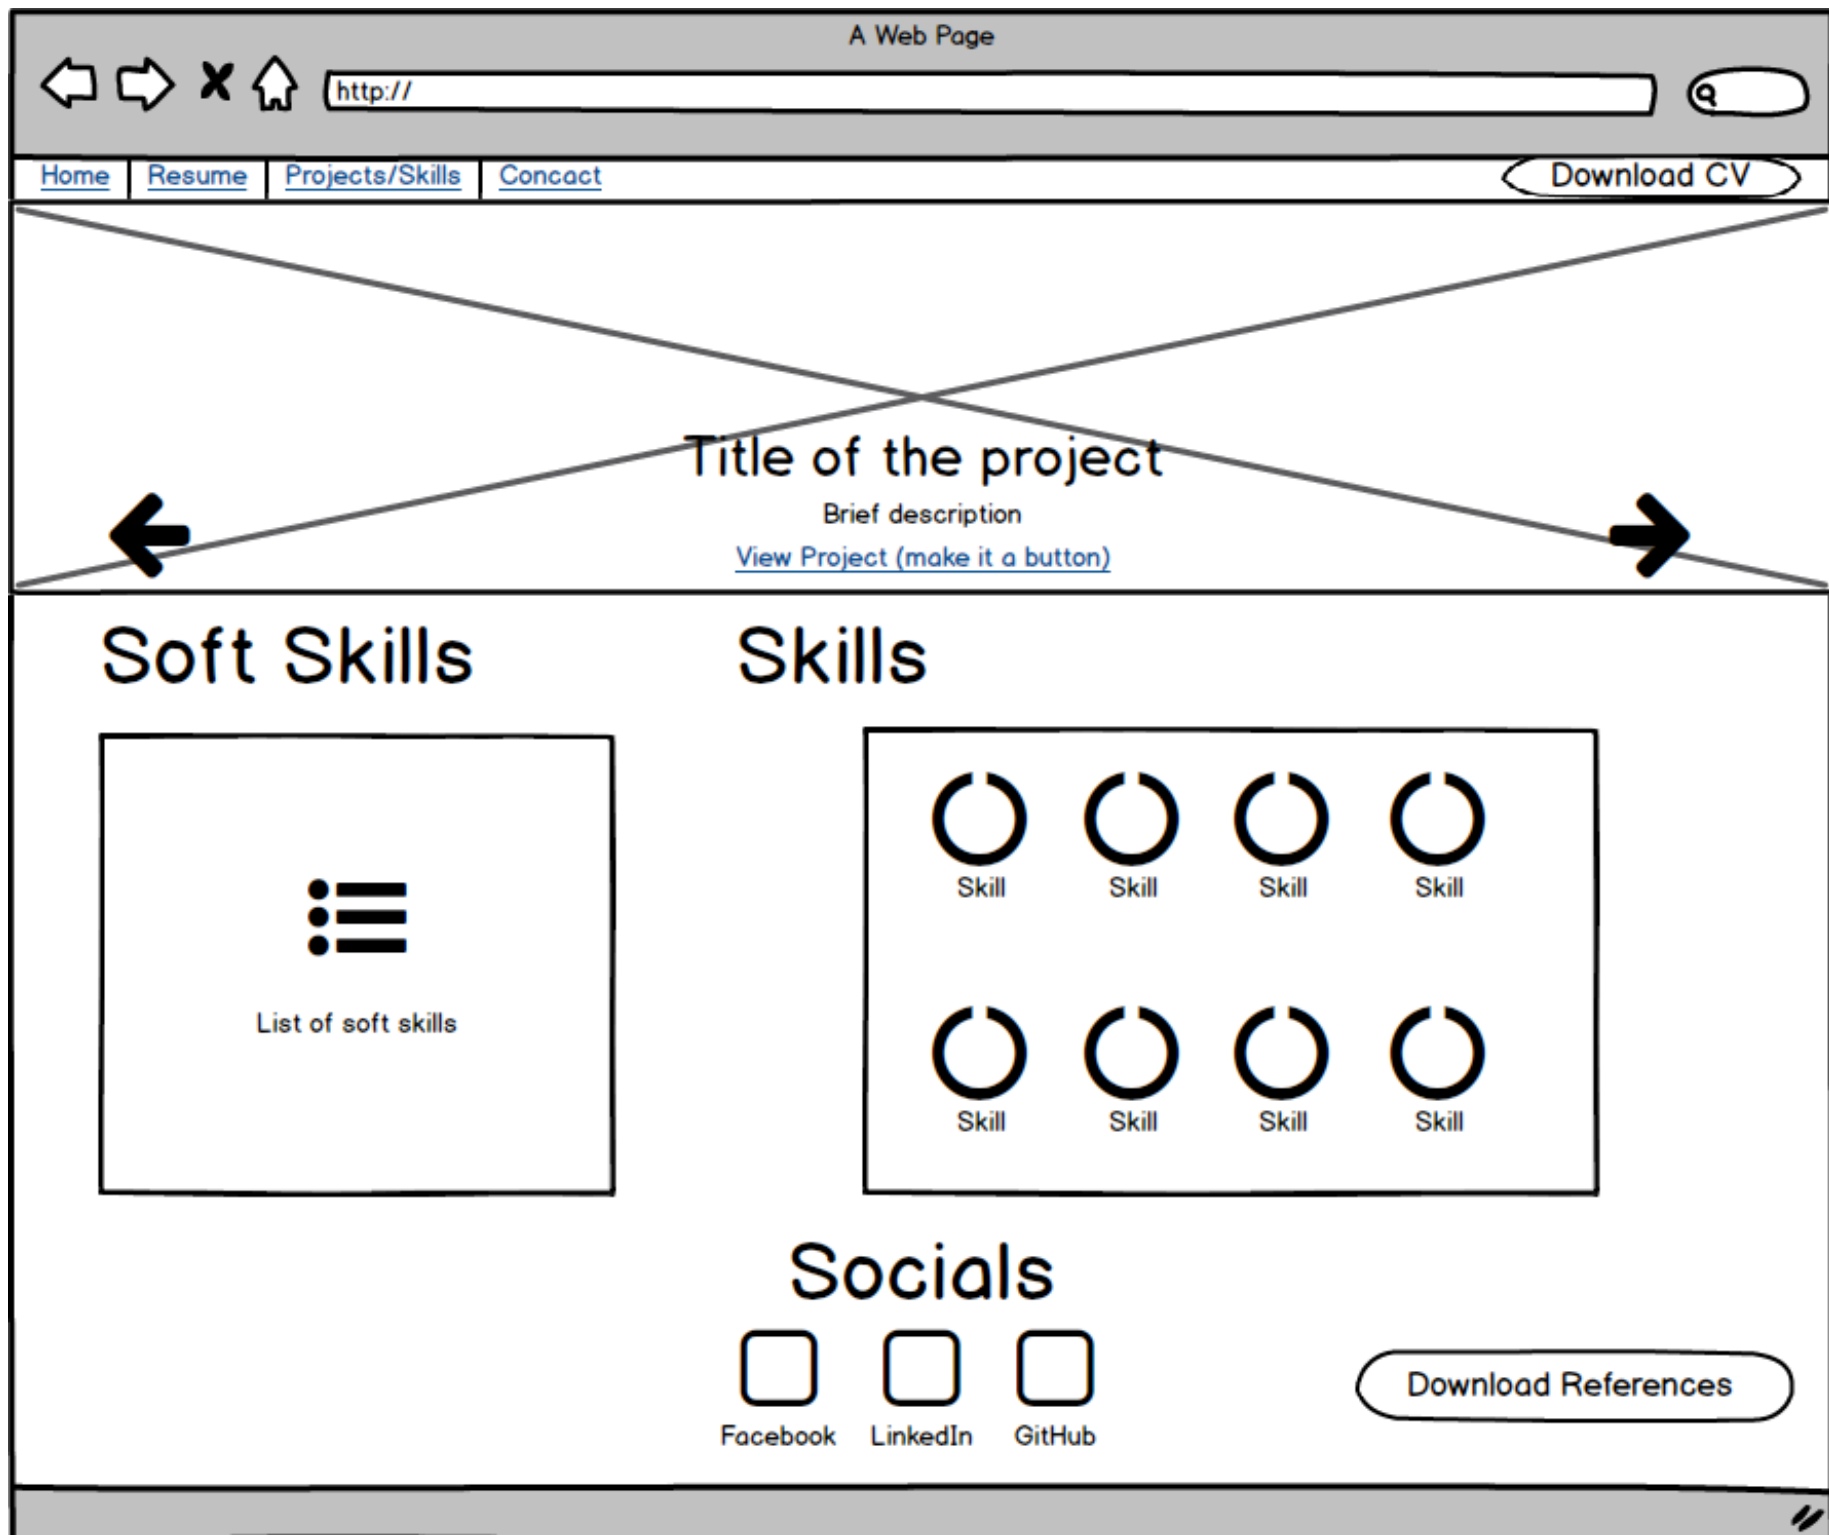 A Web Page
http://
Home Resume Projects/Skills Concact Download CV
Title of the project
Brief description
View Project (make it a button)
Soft Skills Skills
Skill Skill Skill Skill
List of soft skills
Skill Skill Skill Skill
Socials
Download References
Facebook LinkedIn GitHub